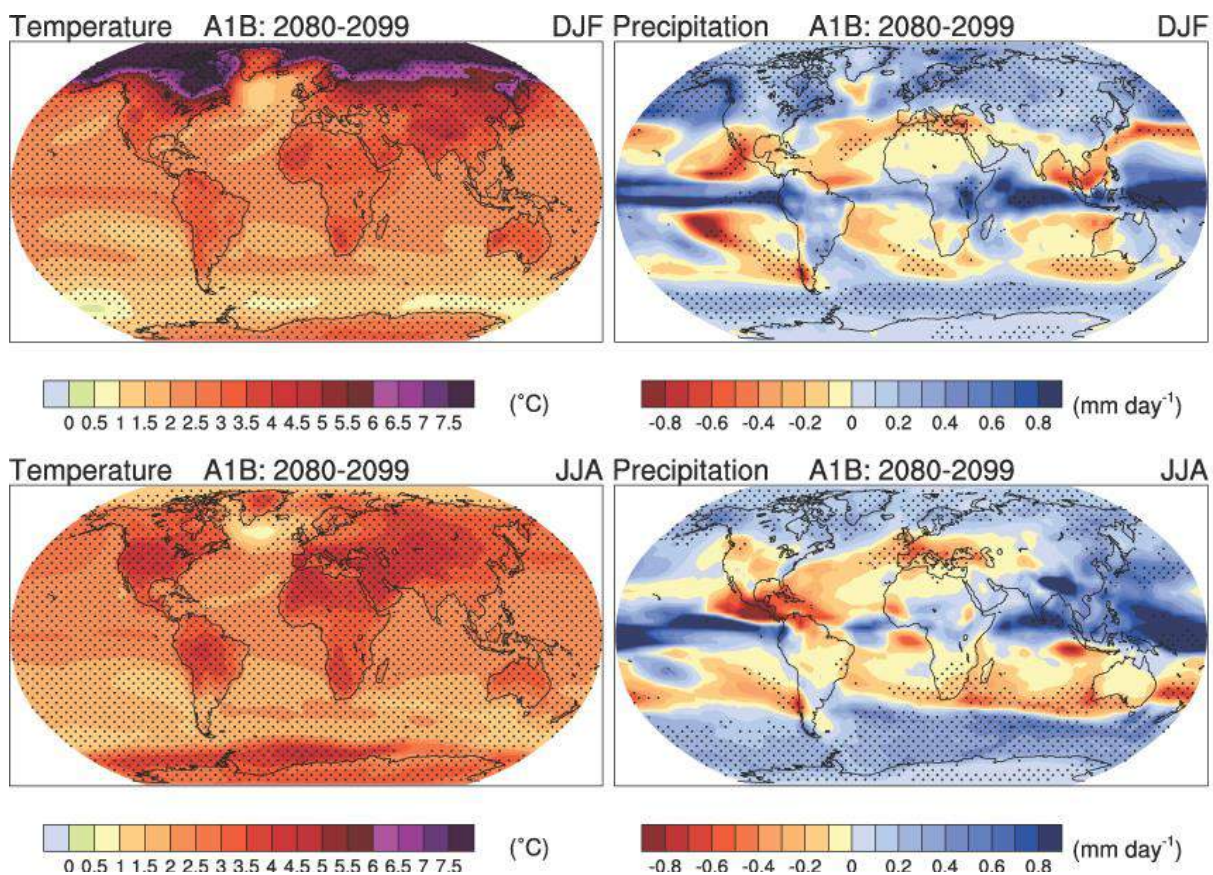 Temperature A1B: 2080-2099 DJF
Precipitation A1B: 2080-2099 DJF
0 0.5 1 1.5 2 2.5 3 3.5 4 4.5 5 5.5 6 6.5 7 7.5 (°C)
-0.8 -0.6 -0.4 -0.2 0 0.2 0.4 0.6 0.8 (mm day⁻¹)
Temperature A1B: 2080-2099 JJA
Precipitation A1B: 2080-2099 JJA
0 0.5 1 1.5 2 2.5 3 3.5 4 4.5 5 5.5 6 6.5 7 7.5 (°C)
-0.8 -0.6 -0.4 -0.2 0 0.2 0.4 0.6 0.8 (mm day⁻¹)